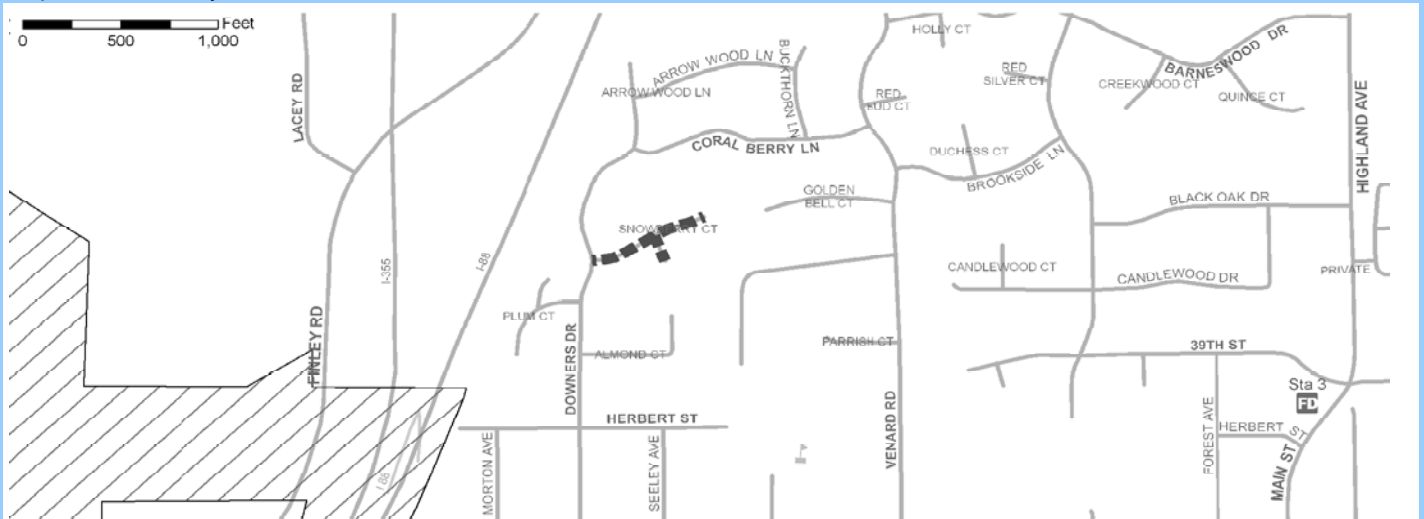 Feet
0 500 1,000
LACEY RD
FINLEY RD
I-355
I-88
I-88
ARROW WOOD LN
ARROW WOOD LN
BUCKTHORN LN
CORAL BERRY LN
SNOWBERRY CT
GOLDEN
BELL CT
PLUM CT
ALMOND CT
DOWNERS DR
HERBERT ST
MORTON AVE
SEELEY AVE
HOLLY CT
RED
BUD CT
RED
SILVER CT
DUCHESS CT
BROOKSIDE LN
BARNESWOOD DR
CREEKWOOD CT
QUINCE CT
HIGHLAND AVE
BLACK OAK DR
CANDLEWOOD CT
CANDLEWOOD DR
PRIVATE
PARRISH CT
VENARD RD
39TH ST
Sta 3
FD
FOREST AVE
HERBERT ST
MAIN ST